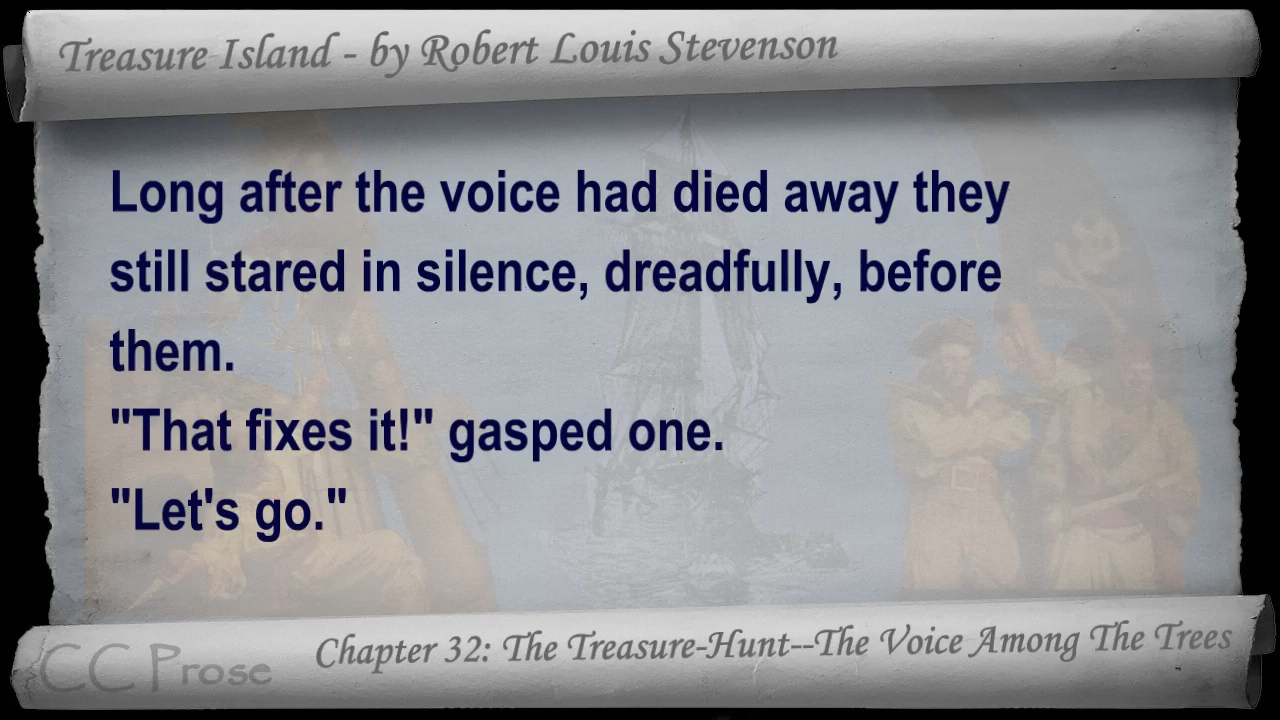 Treasure Island - by Robert Louis Stevenson
Long after the voice had died away they
still stared in silence, dreadfully, before
them.
"That fixes it!" gasped one.
"Let's go."
Chapter 32: The Treasure-Hunt--The Voice Among The Trees
CC Prose